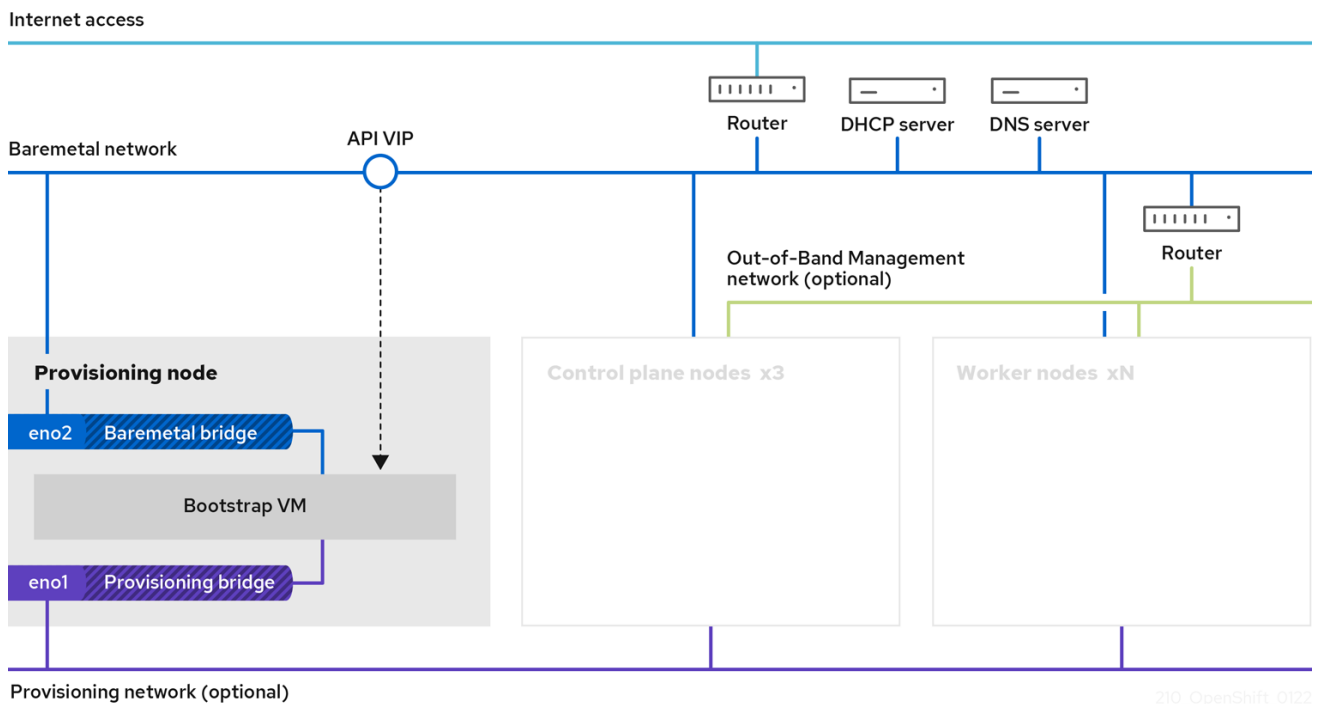 Internet access
Router
DHCP server
DNS server
API VIP
Baremetal network
Router
Out-of-Band Management
network (optional)
Provisioning node
Control plane nodes x3
Worker nodes xN
eno2
Baremetal bridge
Bootstrap VM
eno1
Provisioning bridge
Provisioning network (optional)
210_OpenShift_0122